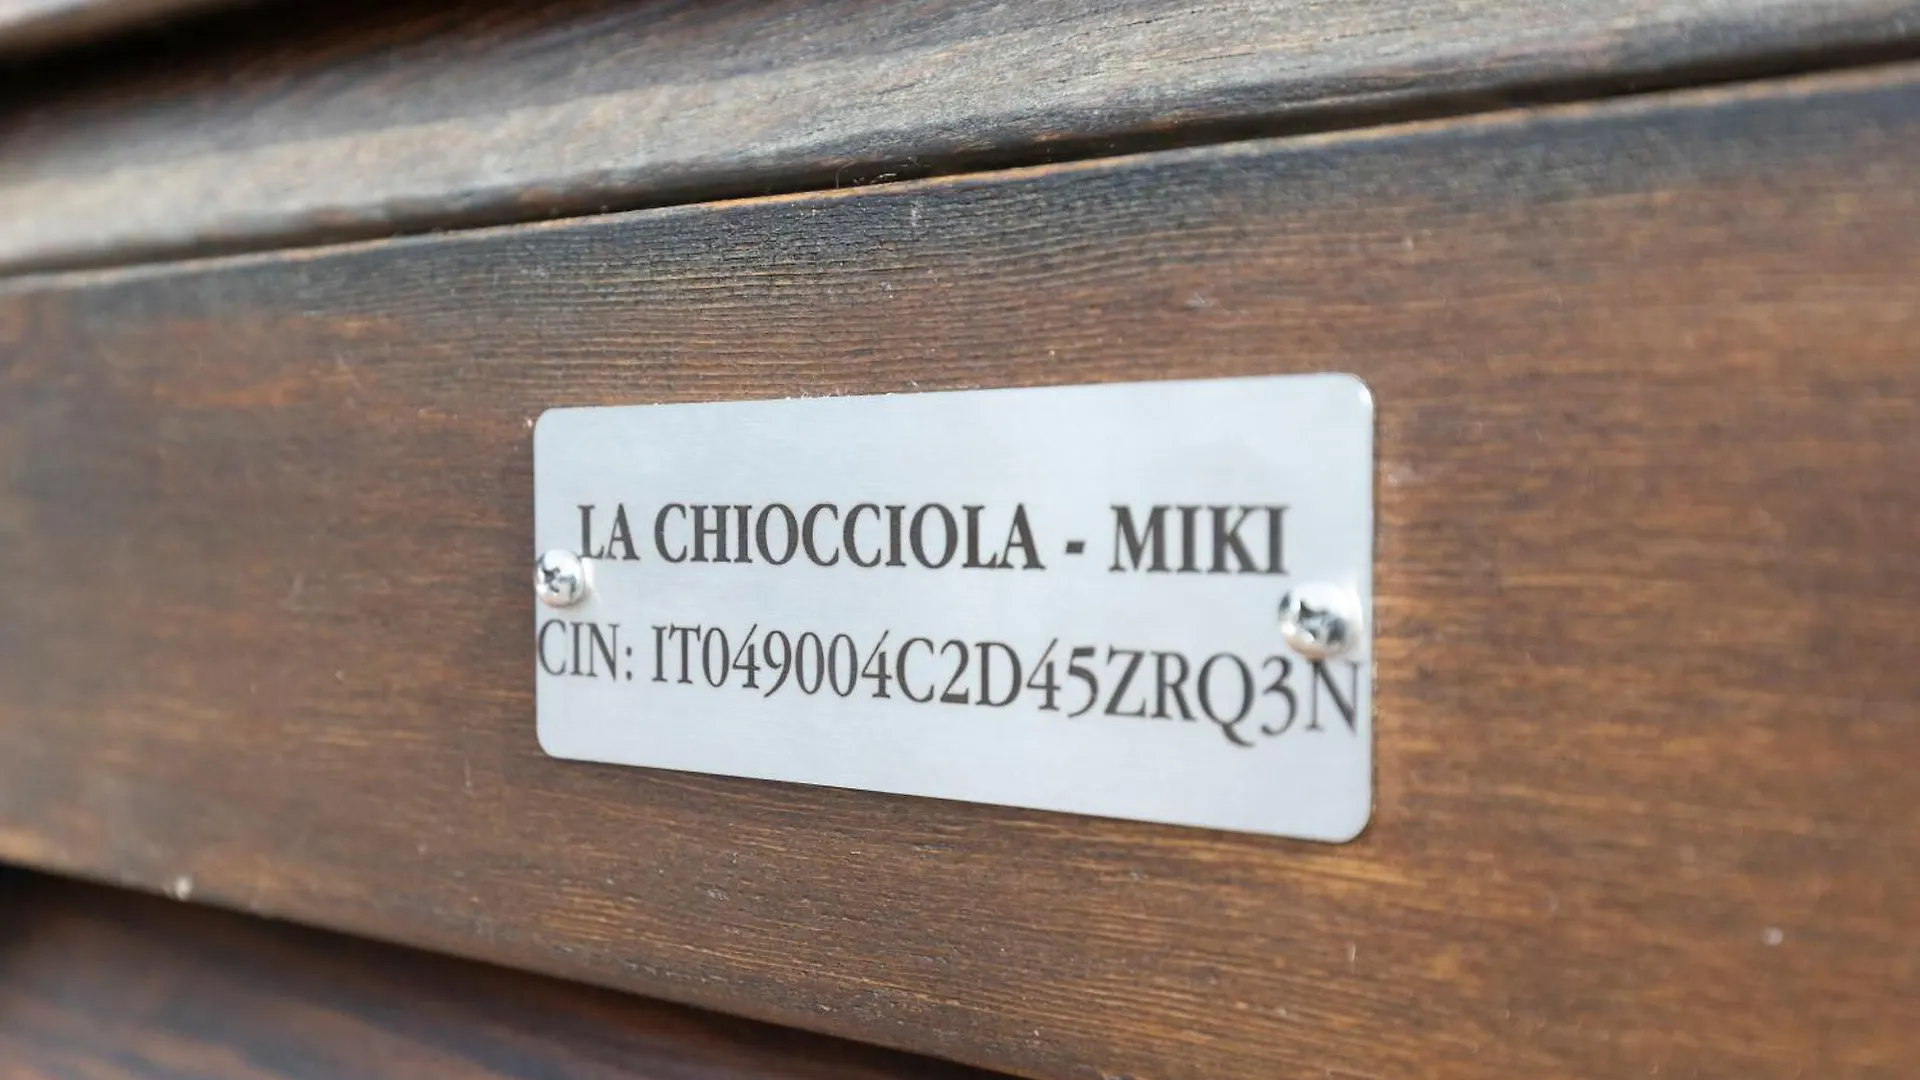 LA CHIOCCIOLA - MIKI
CIN: IT049004C2D45ZRQ3N